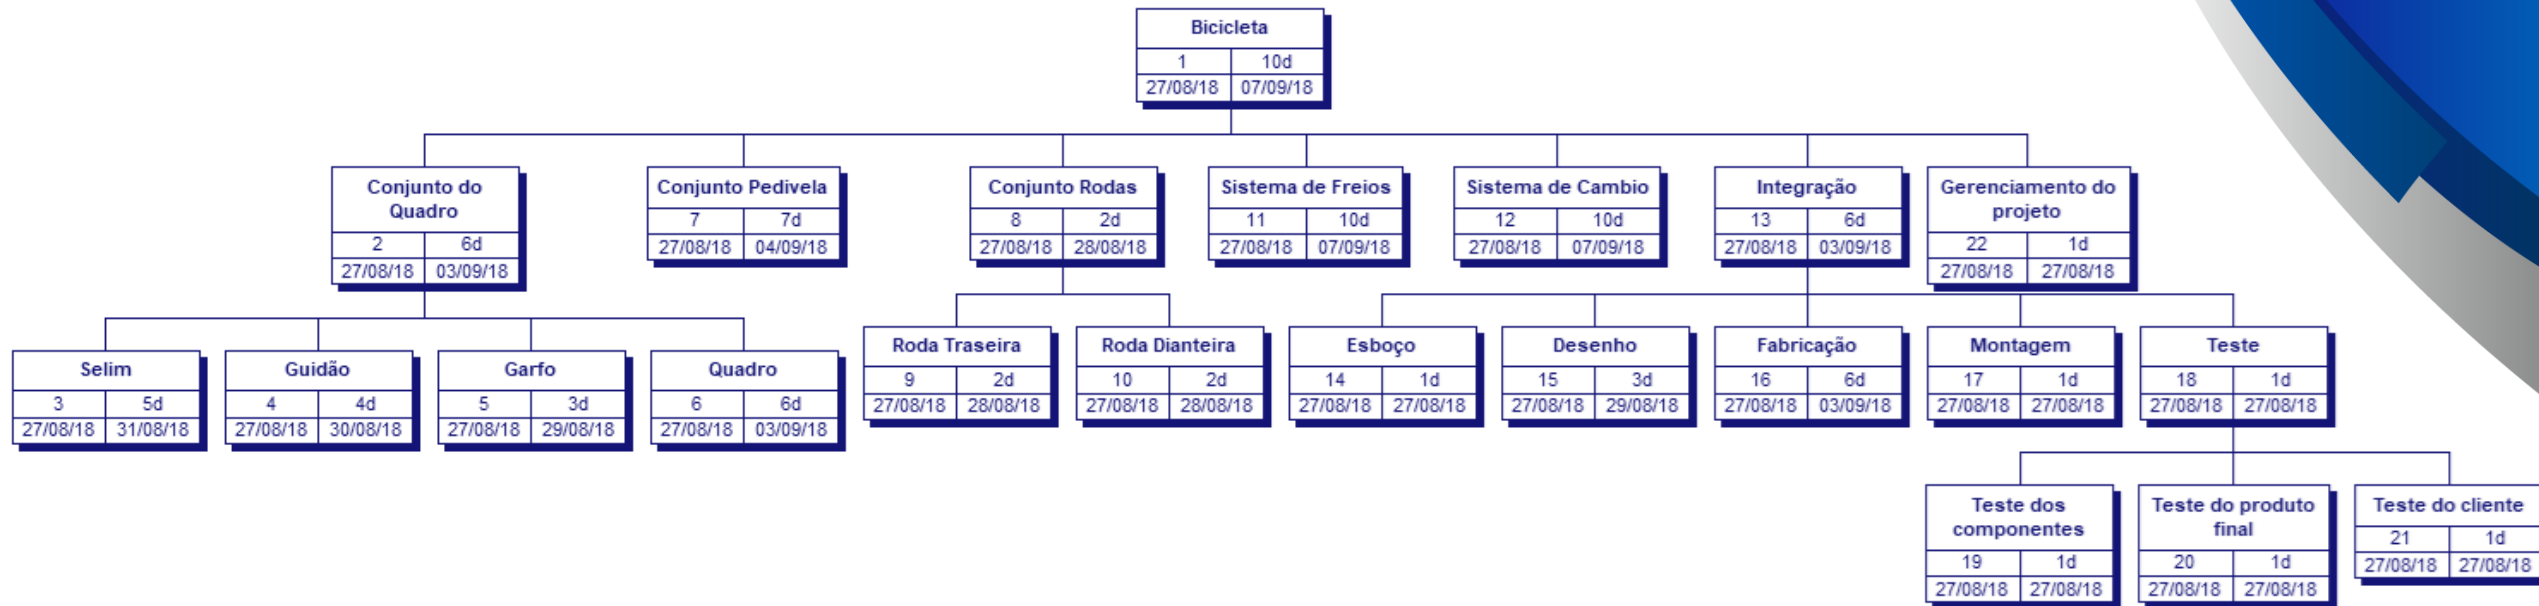 Bicicleta
1 10d
27/08/18 07/09/18
Conjunto do
Quadro
2 6d
27/08/18 03/09/18
Conjunto Pedivela
7 7d
27/08/18 04/09/18
Conjunto Rodas
8 2d
27/08/18 28/08/18
Sistema de Freios
11 10d
27/08/18 07/09/18
Sistema de Cambio
12 10d
27/08/18 07/09/18
Integração
13 6d
27/08/18 03/09/18
Gerenciamento do
projeto
22 1d
27/08/18 27/08/18
Selim
3 5d
27/08/18 31/08/18
Guidão
4 4d
27/08/18 30/08/18
Garfo
5 3d
27/08/18 29/08/18
Quadro
6 6d
27/08/18 03/09/18
Roda Traseira
9 2d
27/08/18 28/08/18
Roda Dianteira
10 2d
27/08/18 28/08/18
Esboço
14 1d
27/08/18 27/08/18
Desenho
15 3d
27/08/18 29/08/18
Fabricação
16 6d
27/08/18 03/09/18
Montagem
17 1d
27/08/18 27/08/18
Teste
18 1d
27/08/18 27/08/18
Teste dos
componentes
19 1d
27/08/18 27/08/18
Teste do produto
final
20 1d
27/08/18 27/08/18
Teste do cliente
21 1d
27/08/18 27/08/18